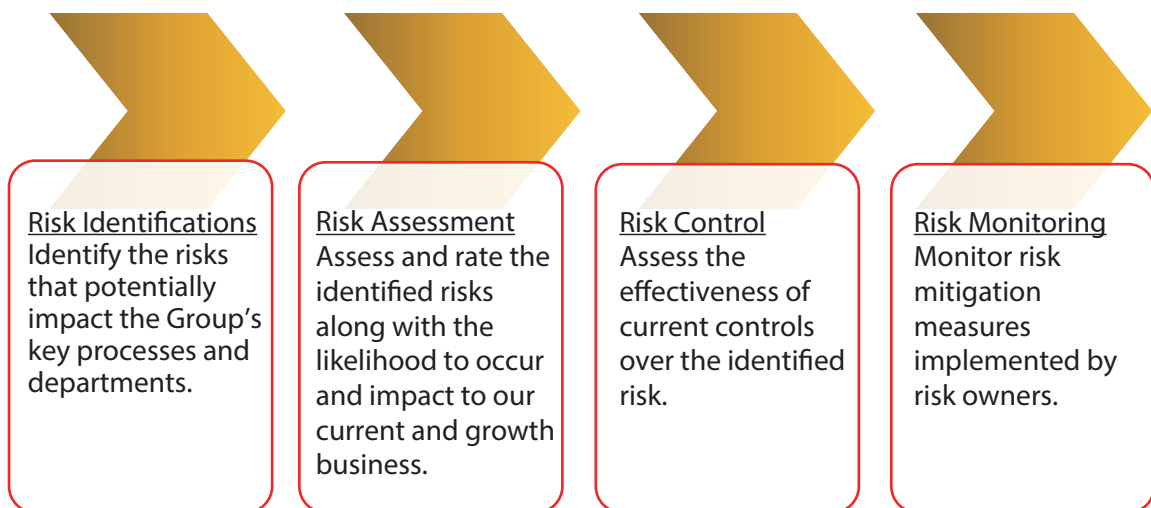 Risk Identifications
Identify the risks
that potentially
impact the Group’s
key processes and
departments.
Risk Assessment
Assess and rate the
identified risks
along with the
likelihood to occur
and impact to our
current and growth
business.
Risk Control
Assess the
effectiveness of
current controls
over the identified
risk.
Risk Monitoring
Monitor risk
mitigation
measures
implemented by
risk owners.